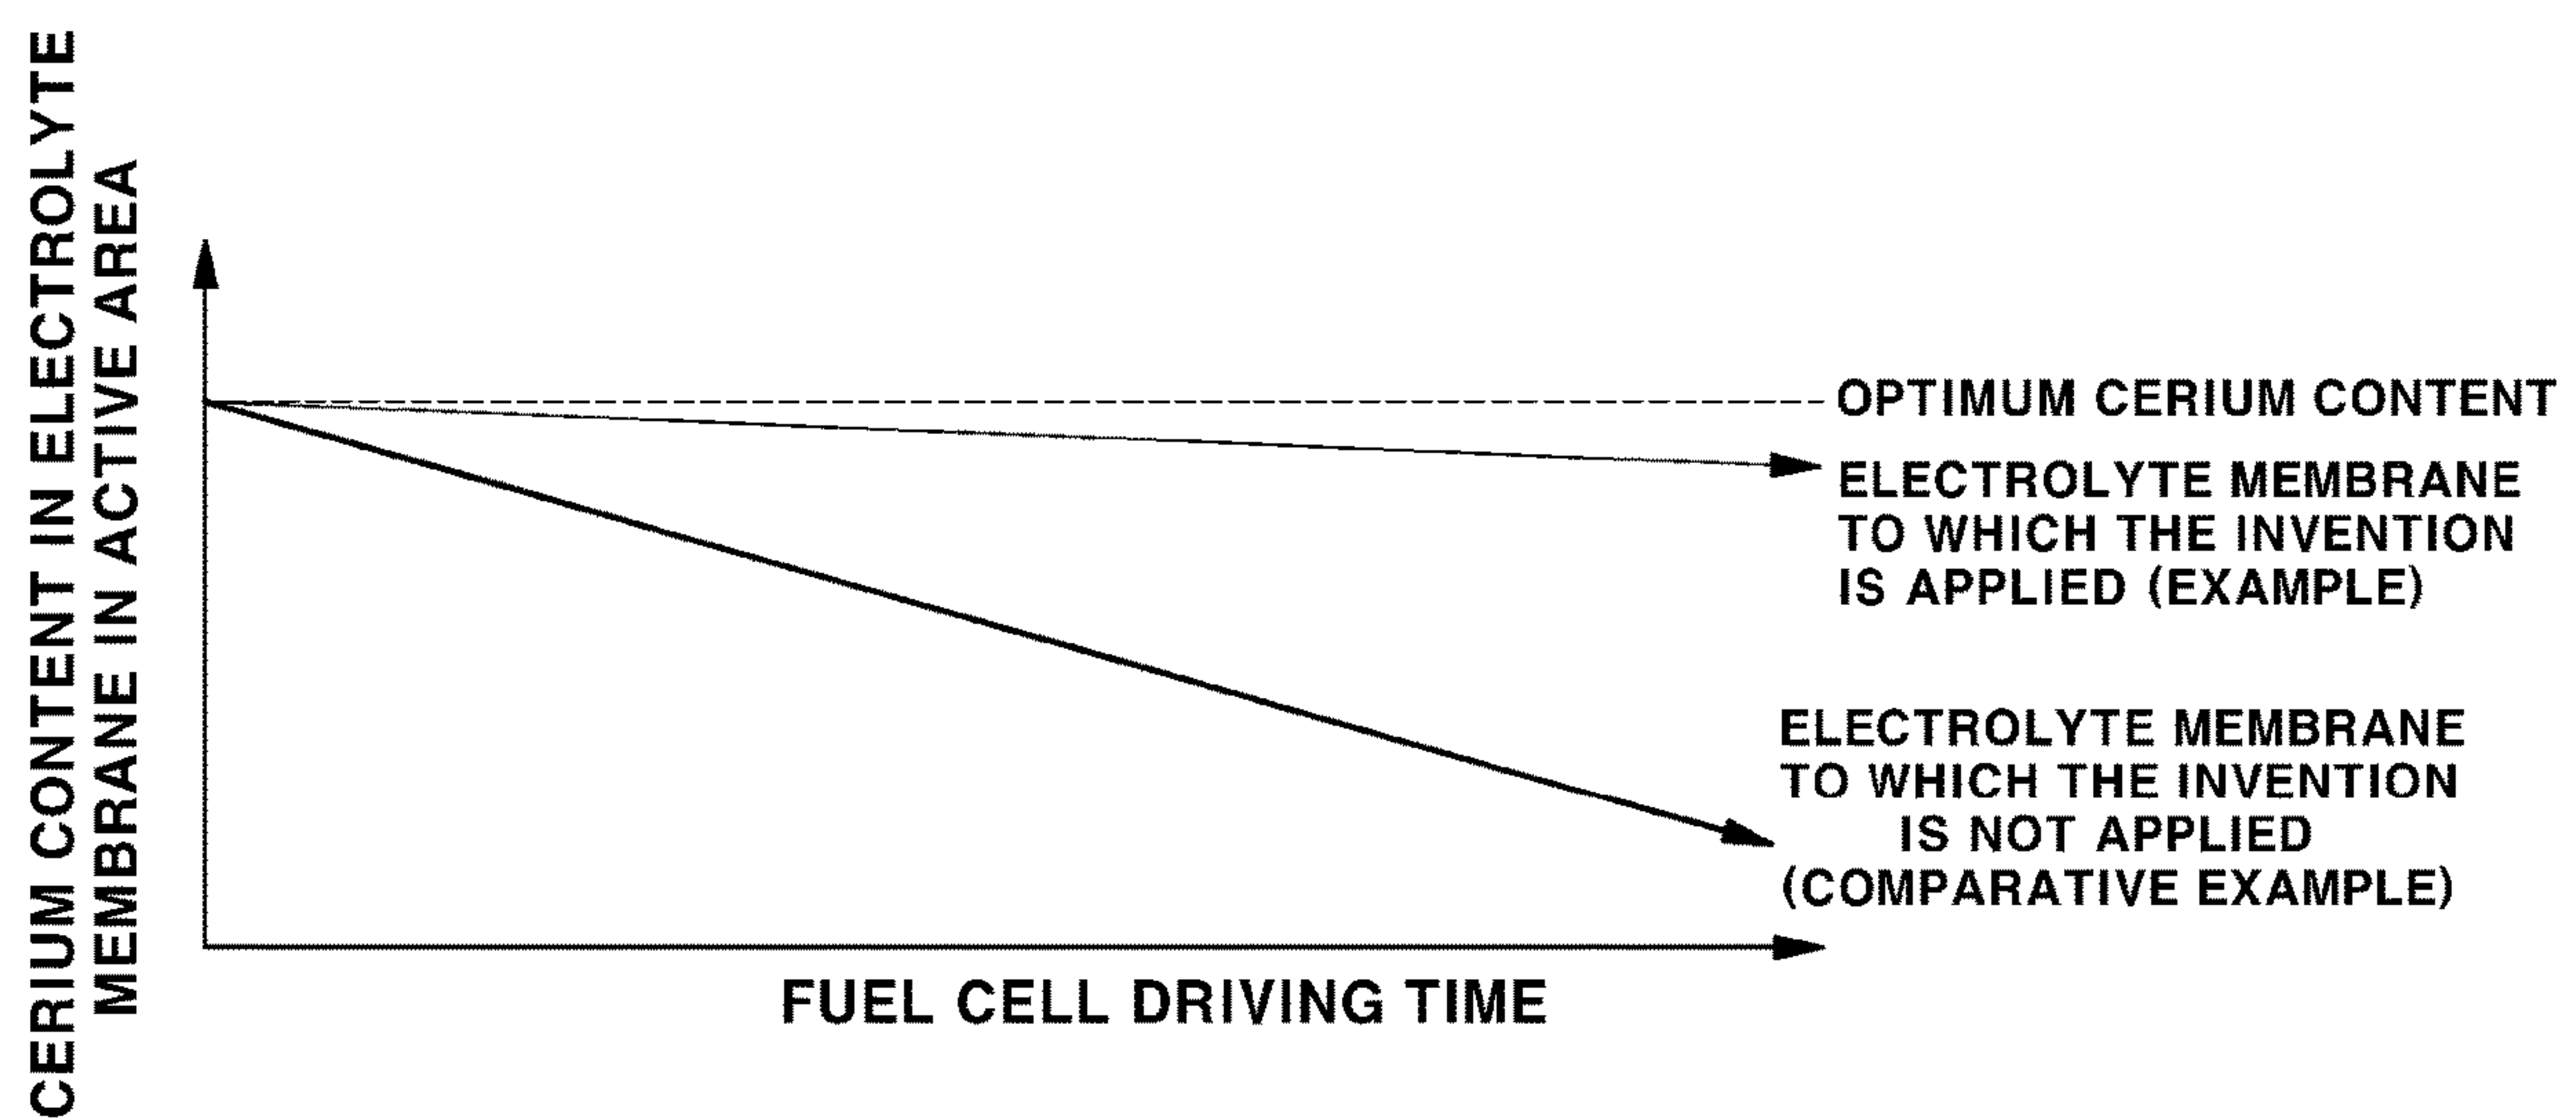 CERIUM CONTENT IN ELECTROLYTE
MEMBRANE IN ACTIVE AREA
OPTIMUM CERIUM CONTENT
ELECTROLYTE MEMBRANE
TO WHICH THE INVENTION
IS APPLIED (EXAMPLE)
ELECTROLYTE MEMBRANE
TO WHICH THE INVENTION
IS NOT APPLIED
(COMPARATIVE EXAMPLE)
FUEL CELL DRIVING TIME